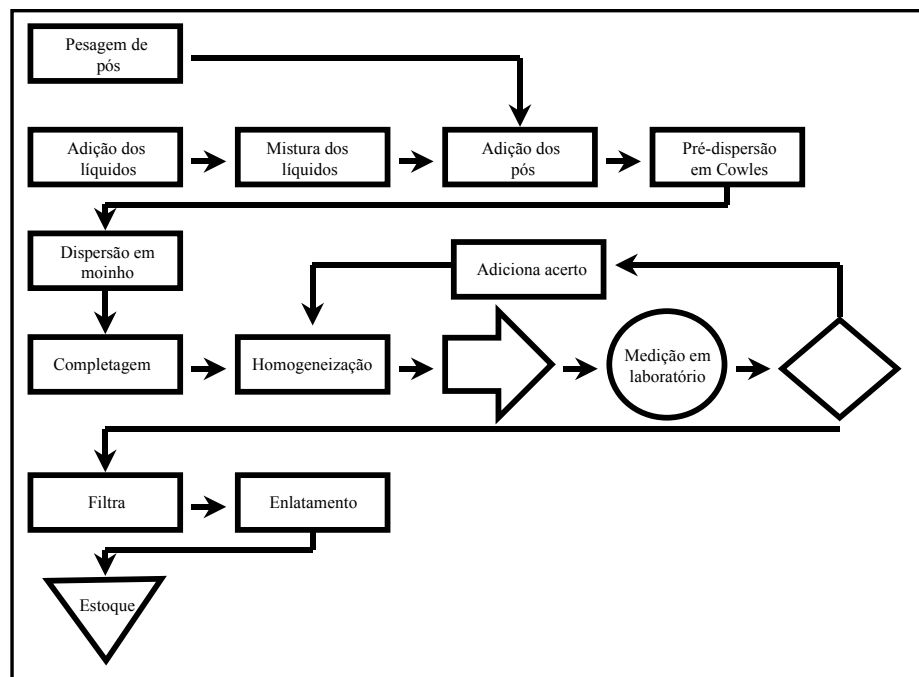 Pesagem de
pós
Adição dos
líquidos
Mistura dos
líquidos
Adição dos
pós
Pré-dispersão
em Cowles
Dispersão em
moinho
Adiciona acerto
Completagem
Homogeneização
Medição em
laboratório
Filtra
Enlatamento
Estoque